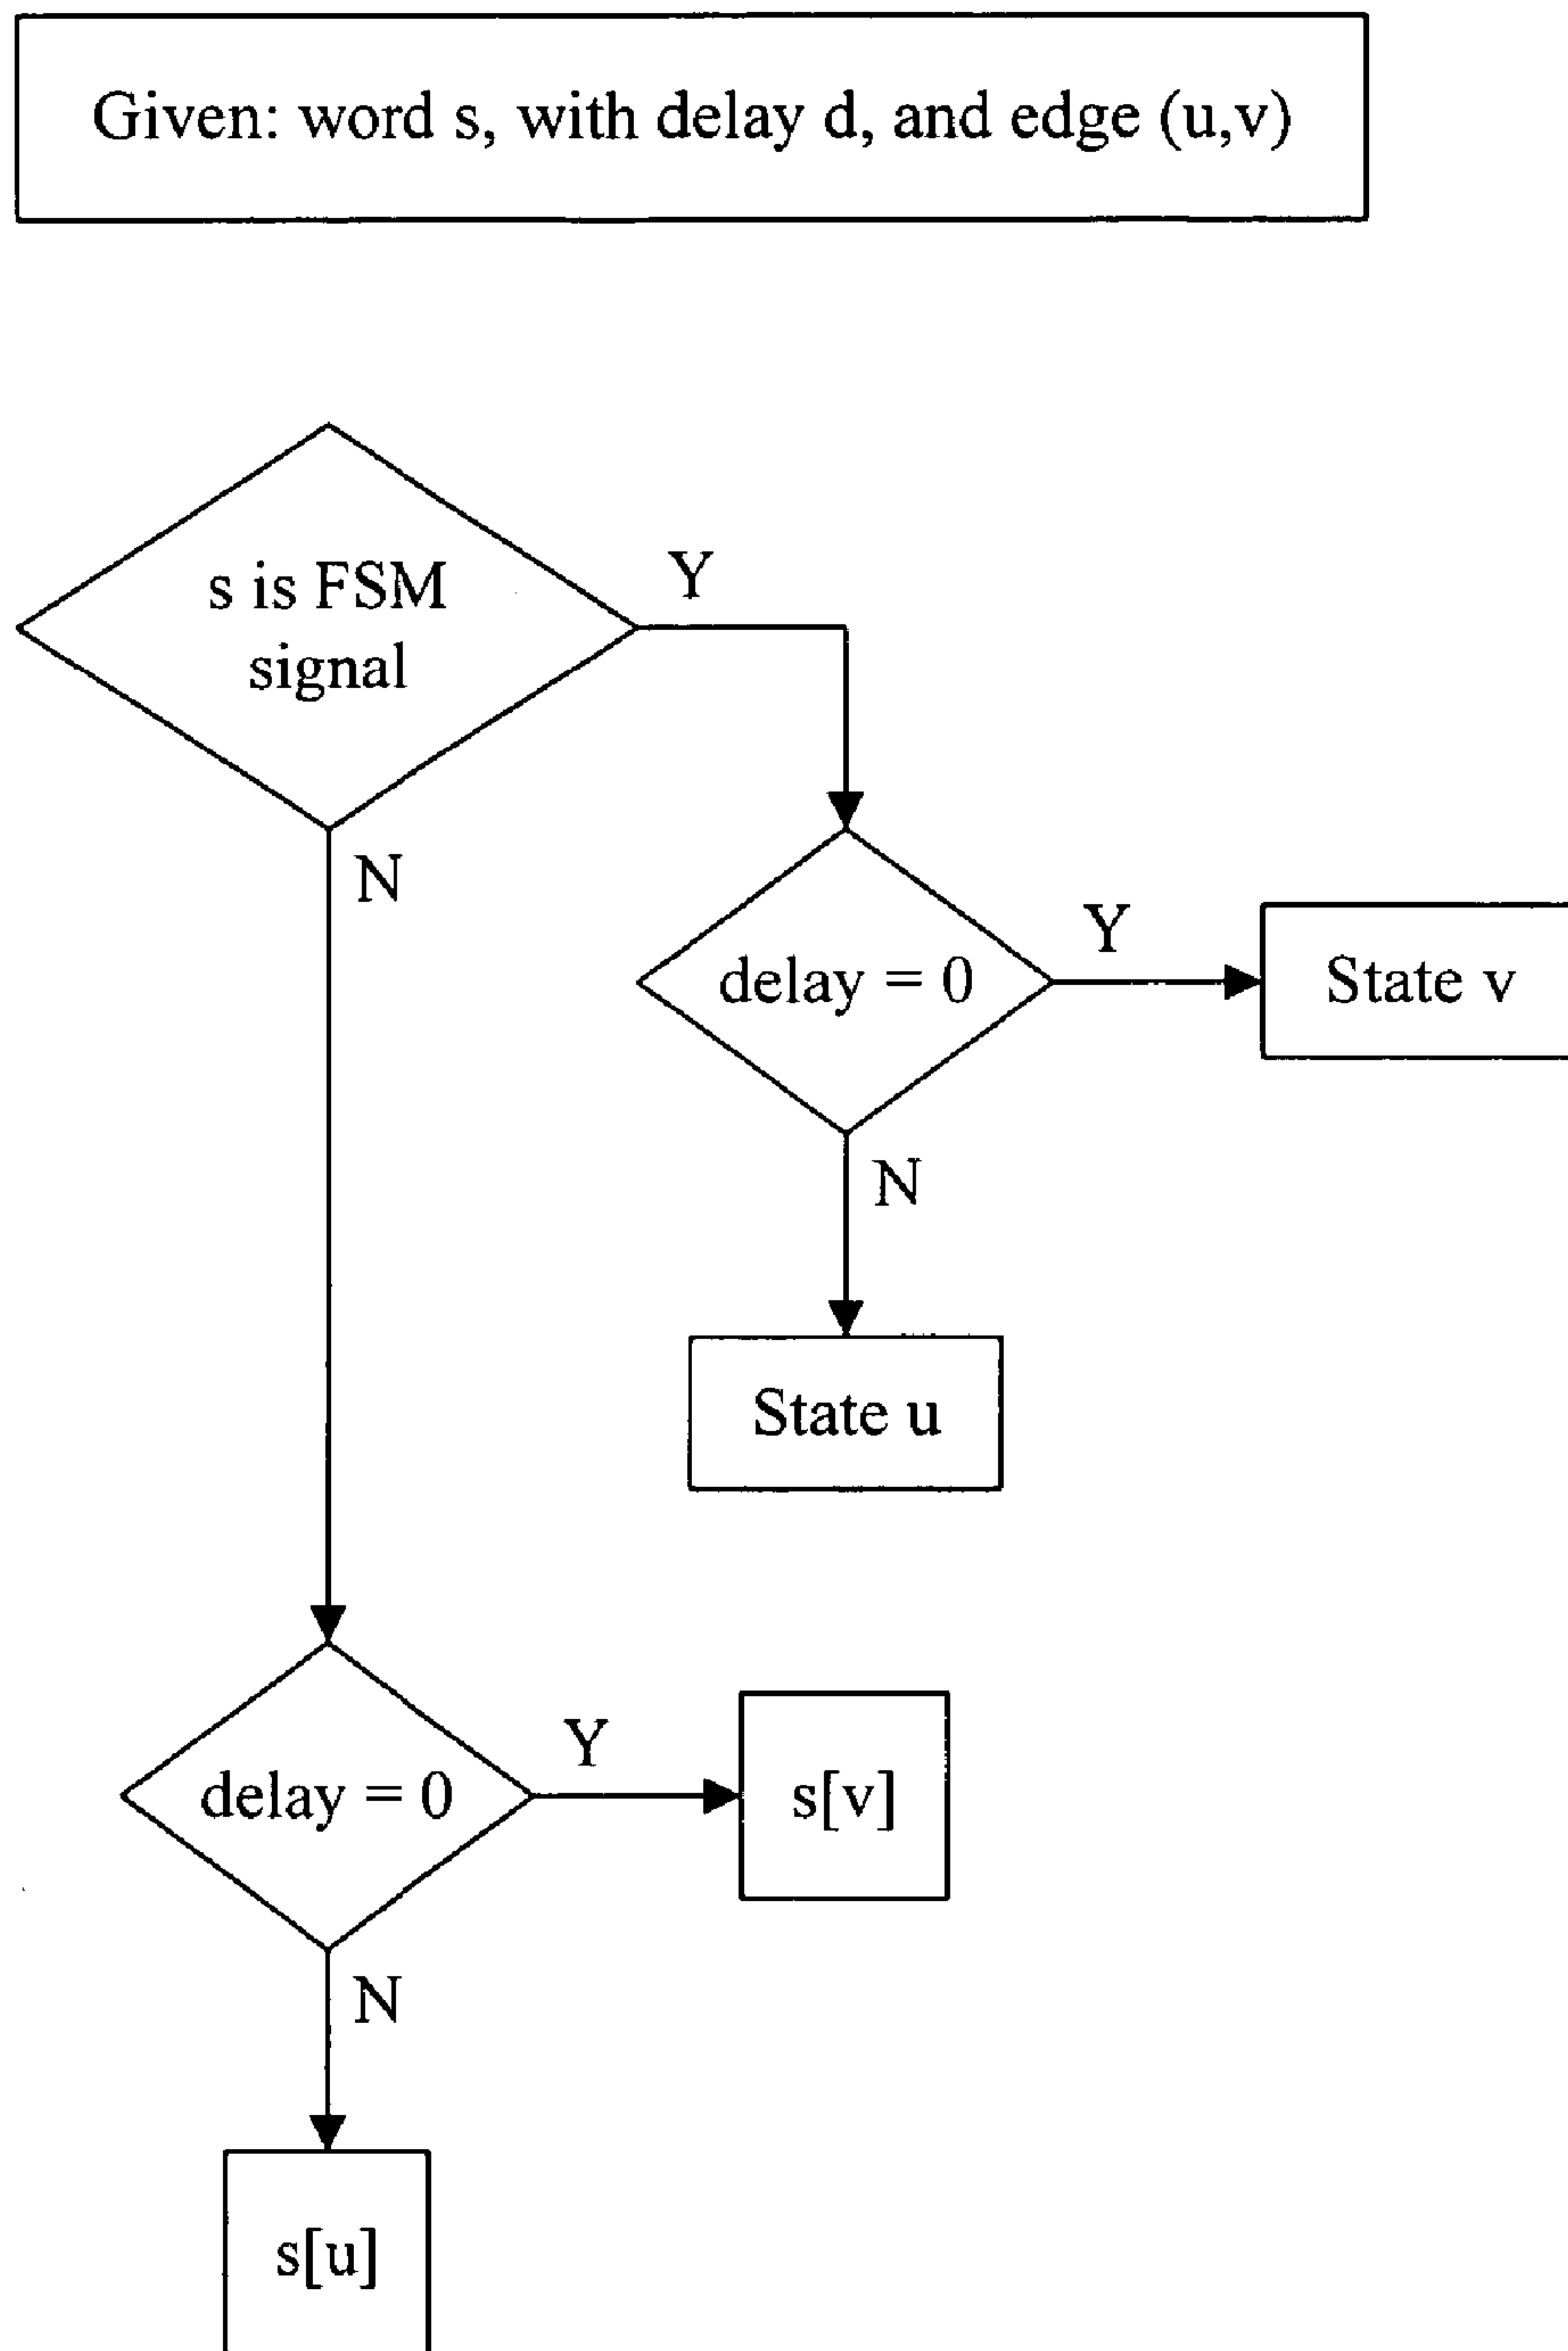 Given: word s, with delay d, and edge (u,v)
s is FSM
signal
Y
N
delay = 0
Y
State v
N
State u
delay = 0
Y
s[v]
N
s[u]